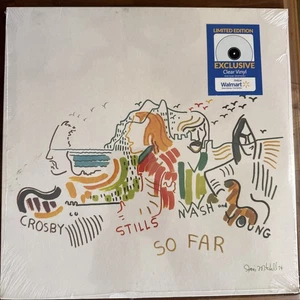 LIMITED EDITION
EXCLUSIVE
Clear Vinyl
Walmart
CROSBY
STILLS
NASH
YOUNG
SO FAR